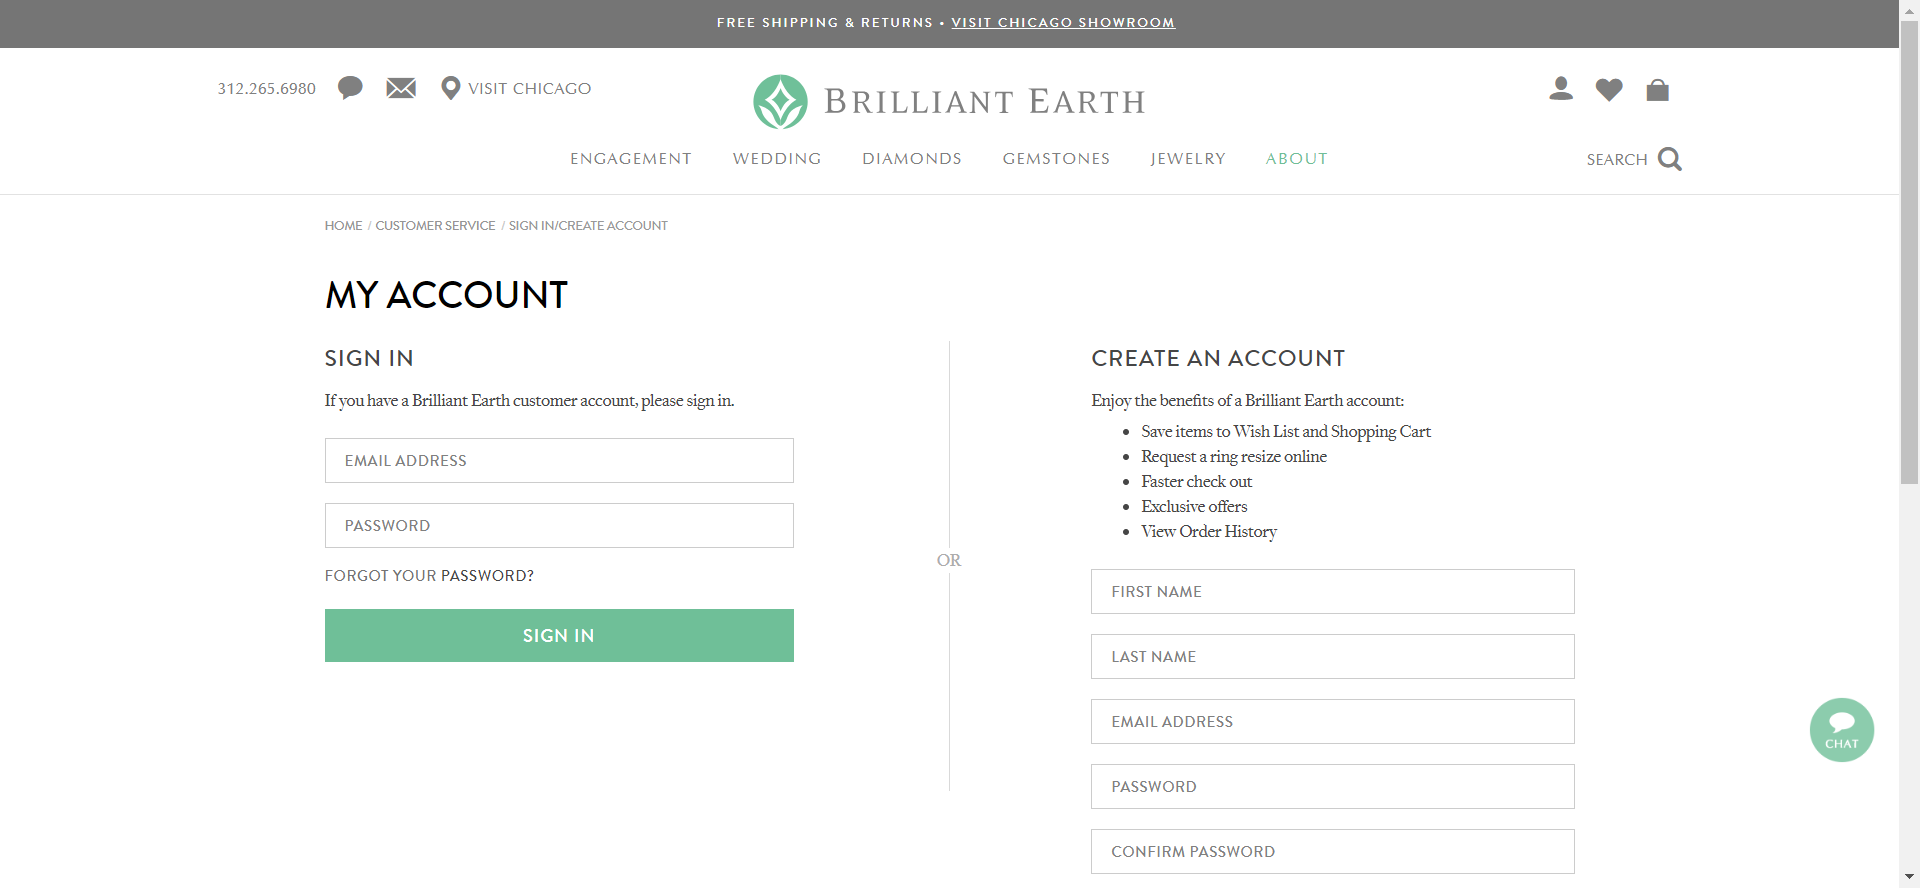 FREE SHIPPING & RETURNS • VISIT CHICAGO SHOWROOM
312.265.6980
VISIT CHICAGO
BRILLIANT EARTH
ENGAGEMENT
WEDDING
DIAMONDS
GEMSTONES
JEWELRY
ABOUT
SEARCH
HOME / CUSTOMER SERVICE / SIGN IN/CREATE ACCOUNT
MY ACCOUNT
SIGN IN
If you have a Brilliant Earth customer account, please sign in.
EMAIL ADDRESS
PASSWORD
FORGOT YOUR PASSWORD?
SIGN IN
OR
CREATE AN ACCOUNT
Enjoy the benefits of a Brilliant Earth account:
• Save items to Wish List and Shopping Cart
• Request a ring resize online
• Faster check out
• Exclusive offers
• View Order History
FIRST NAME
LAST NAME
EMAIL ADDRESS
PASSWORD
CONFIRM PASSWORD
CHAT